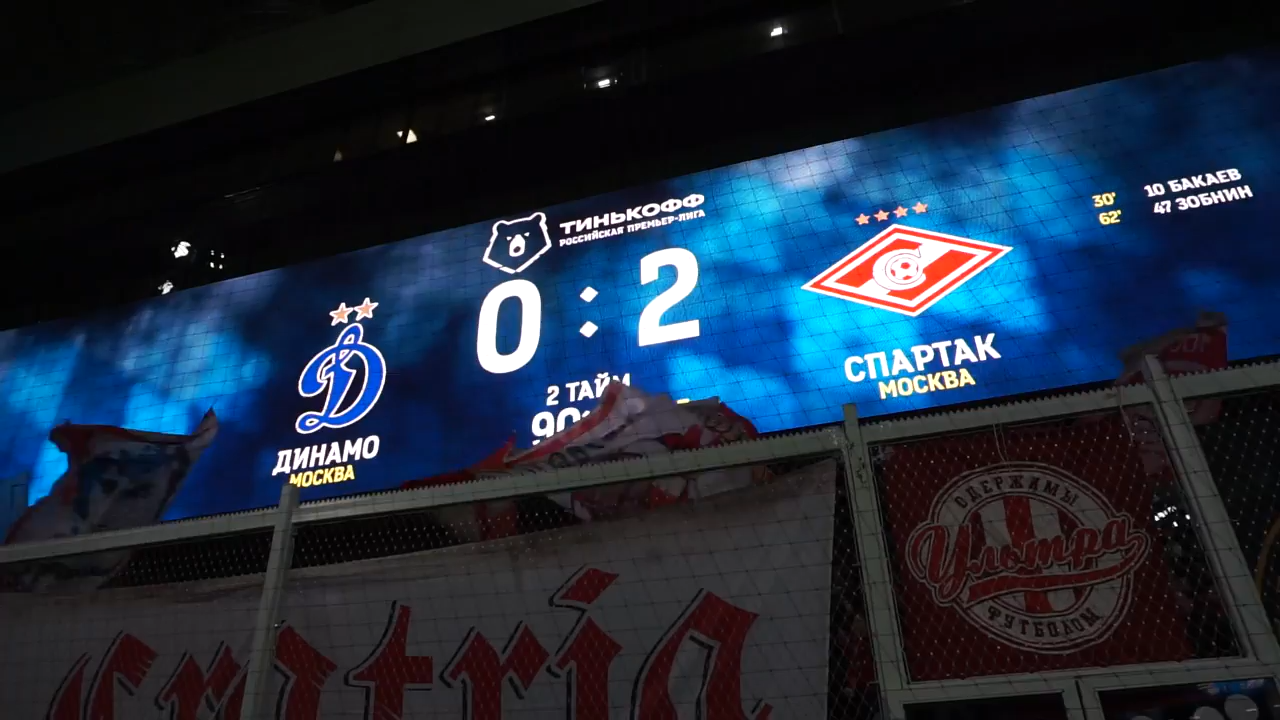 ТИНЬКОФФ
РОССИЙСКАЯ ПРЕМЬЕР-ЛИГА
0 : 2
2 ТАЙМ
ДИНАМО
МОСКВА
СПАРТАК
МОСКВА
30' 10 БАКАЕВ
62' 47 ЗОБНИН
ОДЕРЖИМЫ
Ультра
ФУТБОЛОМ